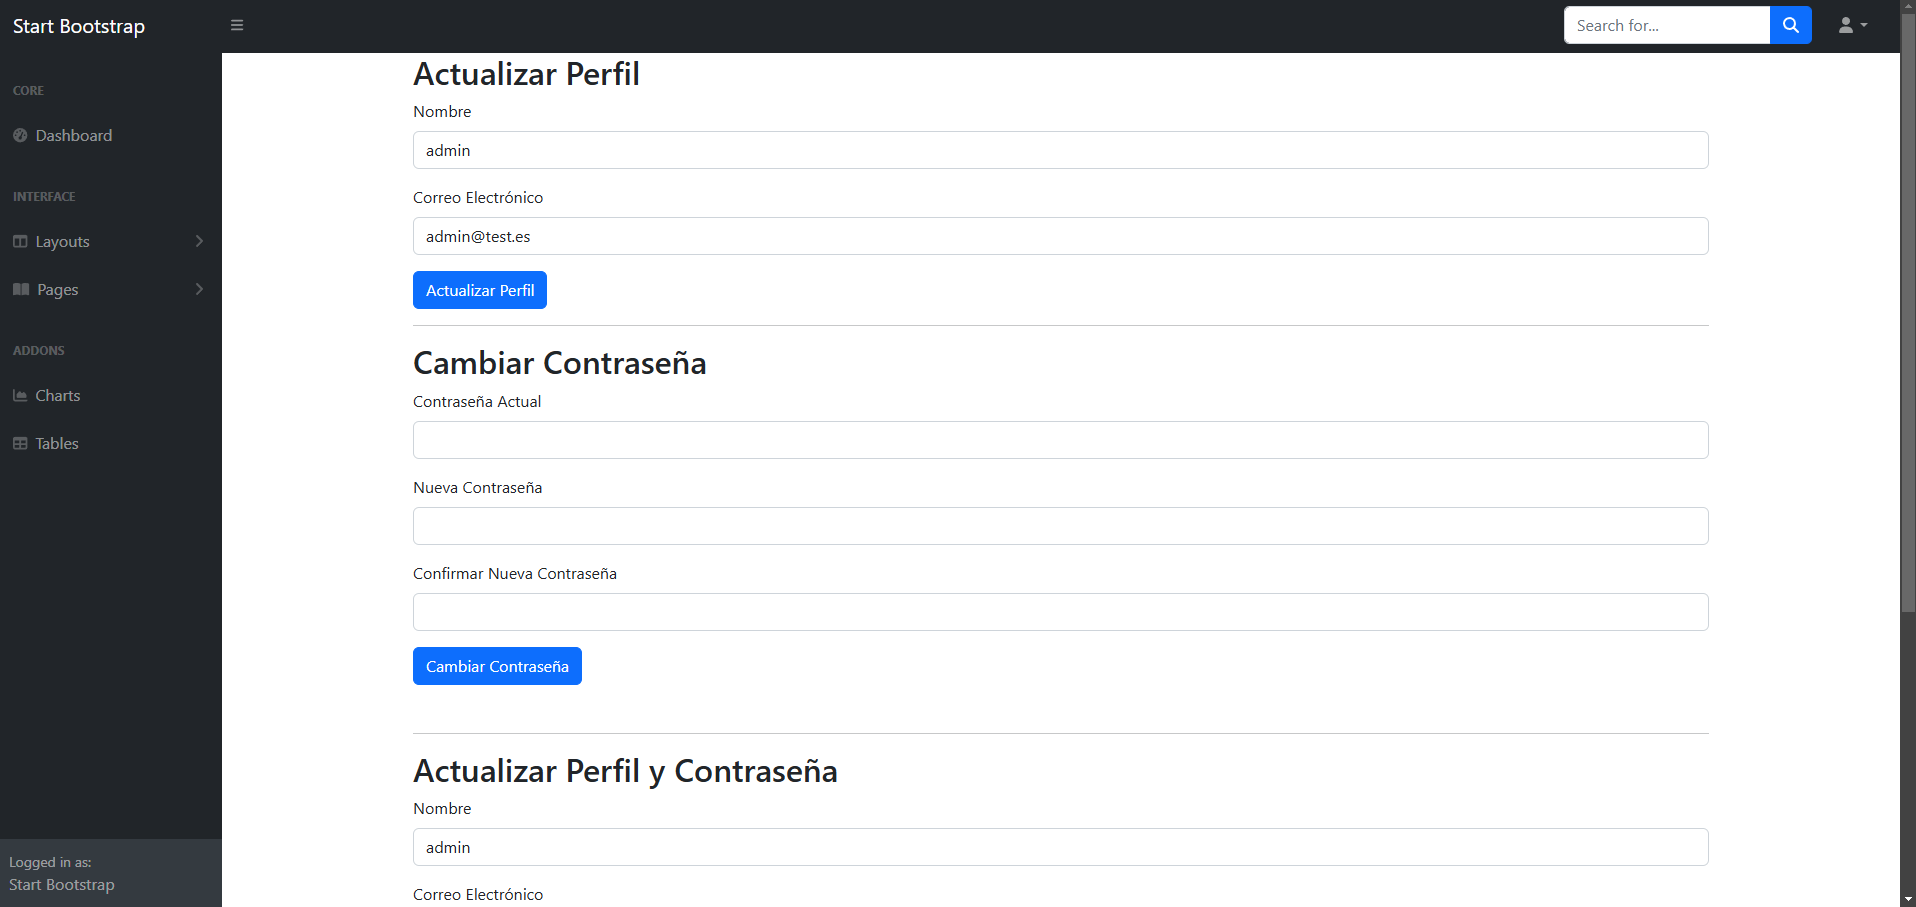 Start Bootstrap
Search for...
CORE
Dashboard
INTERFACE
Layouts
Pages
ADDONS
Charts
Tables
Logged in as:
Start Bootstrap
Actualizar Perfil
Nombre
admin
Correo Electrónico
admin@test.es
Actualizar Perfil
Cambiar Contraseña
Contraseña Actual
Nueva Contraseña
Confirmar Nueva Contraseña
Cambiar Contraseña
Actualizar Perfil y Contraseña
Nombre
admin
Correo Electrónico